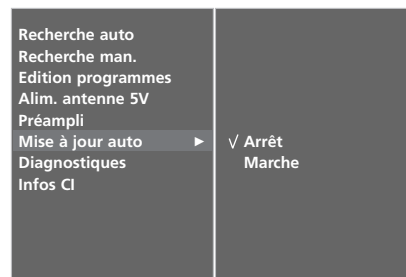 Recherche auto
Recherche man.
Edition programmes
Alim. antenne 5V
Préampli
Mise à jour auto ►
Diagnostiques
Infos CI
√ Arrêt
Marche